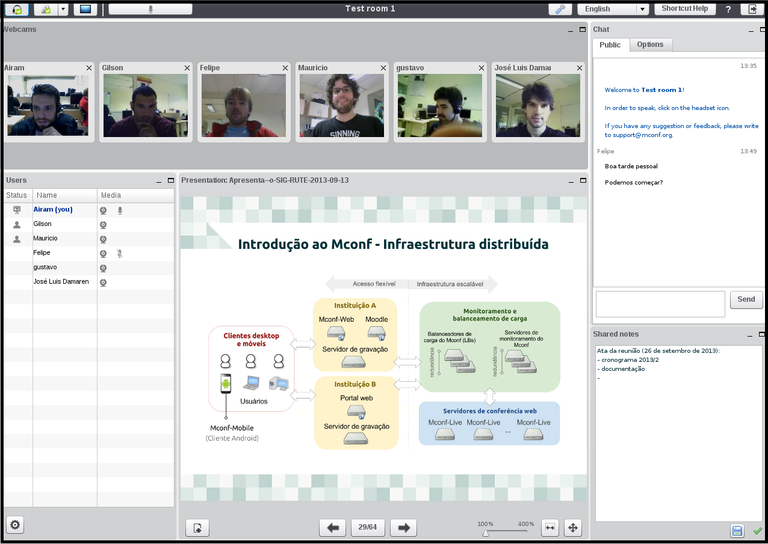 Test room 1
English
Shortcut Help
?
Webcams
Airam
Gilson
Felipe
Mauricio
gustavo
José Luis Damar
SINNING
Users
Status Name Media
Airam (you)
Gilson
Mauricio
Felipe
gustavo
José Luis Damaren
Presentation: Apresenta--o-SIG-RUTE-2013-09-13
Introdução ao Mconf - Infraestrutura distribuída
Acesso flexível Infraestrutura escalável
Clientes desktop
e móveis
Usuários
Mconf-Mobile
(Cliente Android)
Instituição A
Mconf-Web Moodle
Servidor de gravação
Instituição B
Portal web
Servidor de gravação
Monitoramento e
balanceamento de carga
Balanceadores de
carga do Mconf (LBs)
redundância
Servidores de
monitoramento do
Mconf
redundância
Servidores de conferência web
Mconf-Live Mconf-Live Mconf-Live
...
29/64
100% 400%
Chat
Public Options
13:35
Welcome to Test room 1!
In order to speak, click on the headset icon.
If you have any suggestion or feedback, please write
to support@mconf.org.
Felipe 13:49
Boa tarde pessoal
Podemos começar?
Send
Shared notes
Ata da reunião (26 de setembro de 2013):
- cronograma 2013/2
- documentação
-